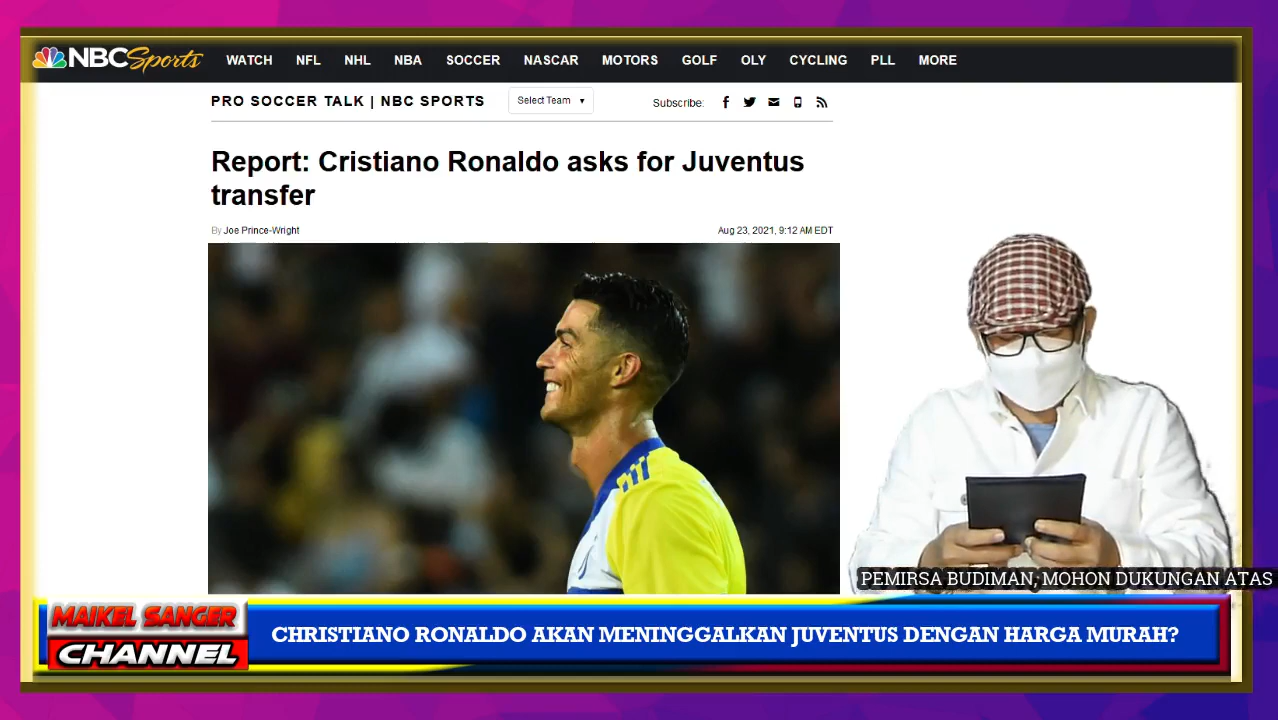 NBC Sports WATCH NFL NHL NBA SOCCER NASCAR MOTORS GOLF OLY CYCLING PLL MORE
PRO SOCCER TALK | NBC SPORTS Select Team Subscribe:
Report: Cristiano Ronaldo asks for Juventus
transfer
By Joe Prince-Wright Aug 23, 2021, 9:12 AM EDT
PEMIRSA BUDIMAN, MOHON DUKUNGAN ATAS
MAIKEL SANGER
CHANNEL
CHRISTIANO RONALDO AKAN MENINGGALKAN JUVENTUS DENGAN HARGA MURAH?